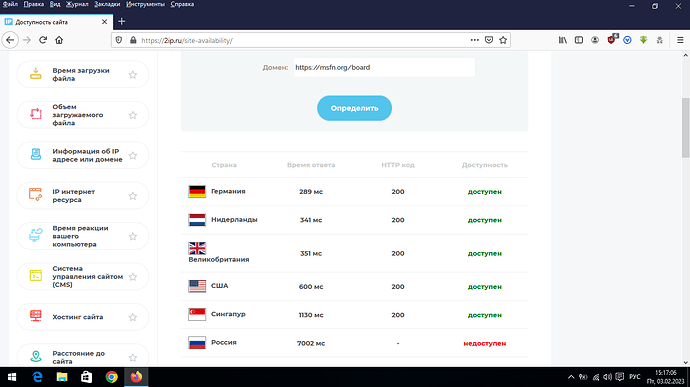 Файл Правка Вид Журнал Закладки Инструменты Справка
Доступность сайта
https://2ip.ru/site-availability/
6
Время загрузки
файла
Объем
загружаемого
файла
Информация об IP
адресе или домене
IP интернет
ресурса
Время реакции
вашего
компьютера
Система
управления сайтом
(CMS)
Хостинг сайта
Расстояние до
сайта
Домен: https://msfn.org/board
Определить
Страна Время ответа HTTP код Доступность
Германия 289 мс 200 доступен
Нидерланды 341 мс 200 доступен
Великобритания 351 мс 200 доступен
США 600 мс 200 доступен
Сингапур 1130 мс 200 доступен
Россия 7002 мс - недоступен
РУС
15:17:06
Пт, 03.02.2023